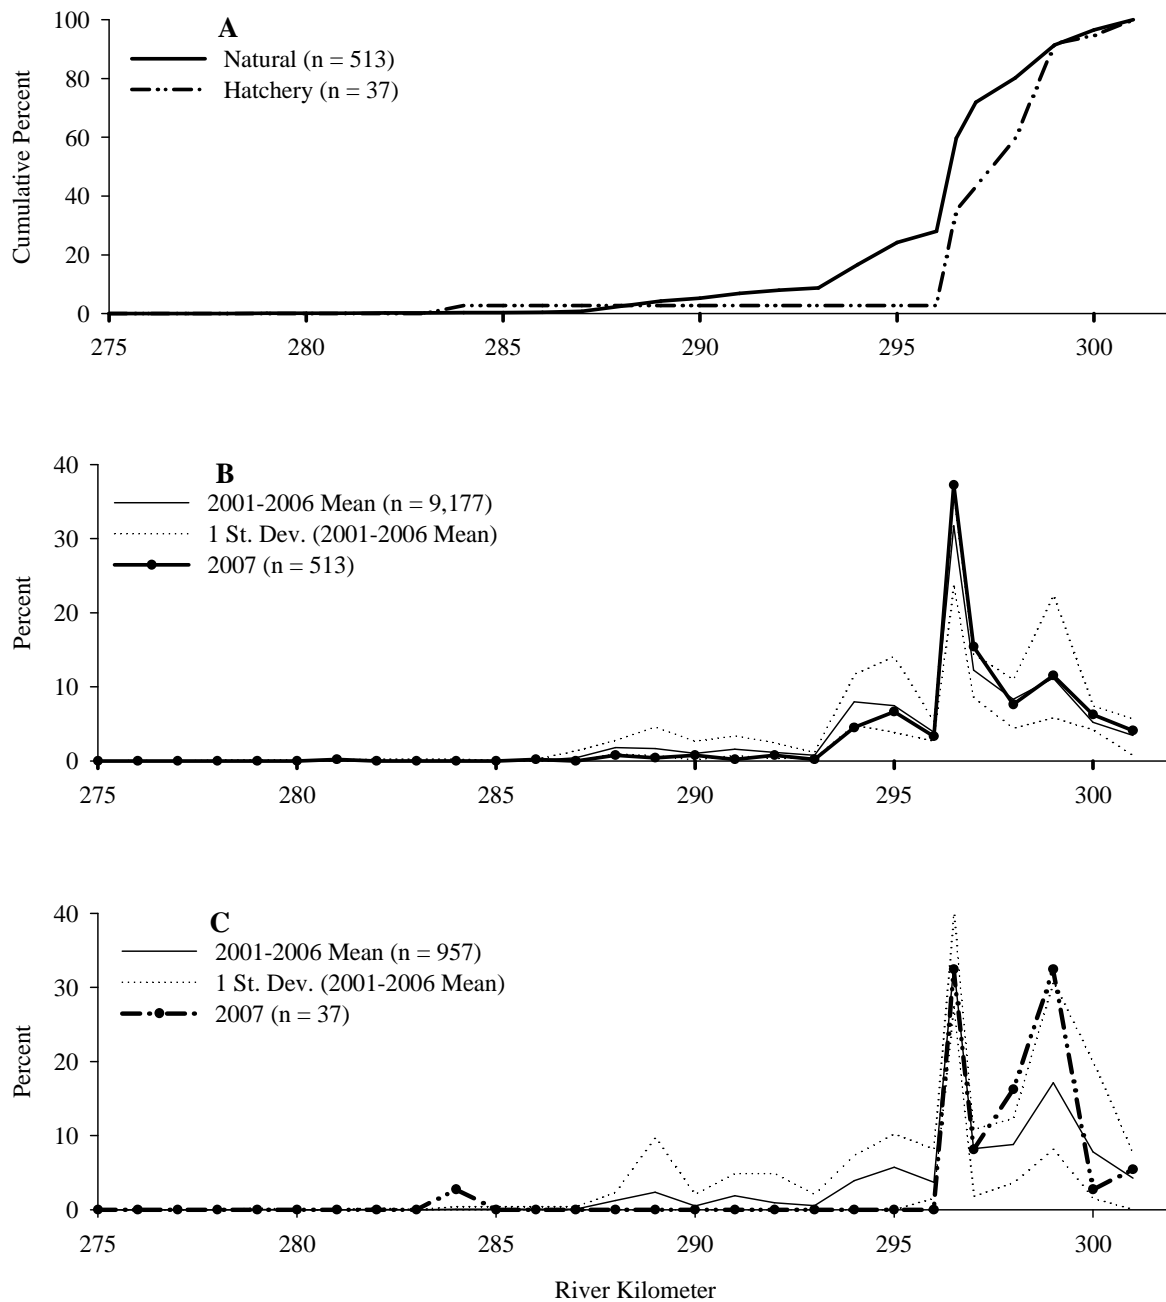 A
Natural (n = 513)
Hatchery (n = 37)
Cumulative Percent
100
80
60
40
20
0
275 280 285 290 295 300
B
2001-2006 Mean (n = 9,177)
1 St. Dev. (2001-2006 Mean)
2007 (n = 513)
Percent
40
30
20
10
0
275 280 285 290 295 300
C
2001-2006 Mean (n = 957)
1 St. Dev. (2001-2006 Mean)
2007 (n = 37)
Percent
40
30
20
10
0
275 280 285 290 295 300
River Kilometer